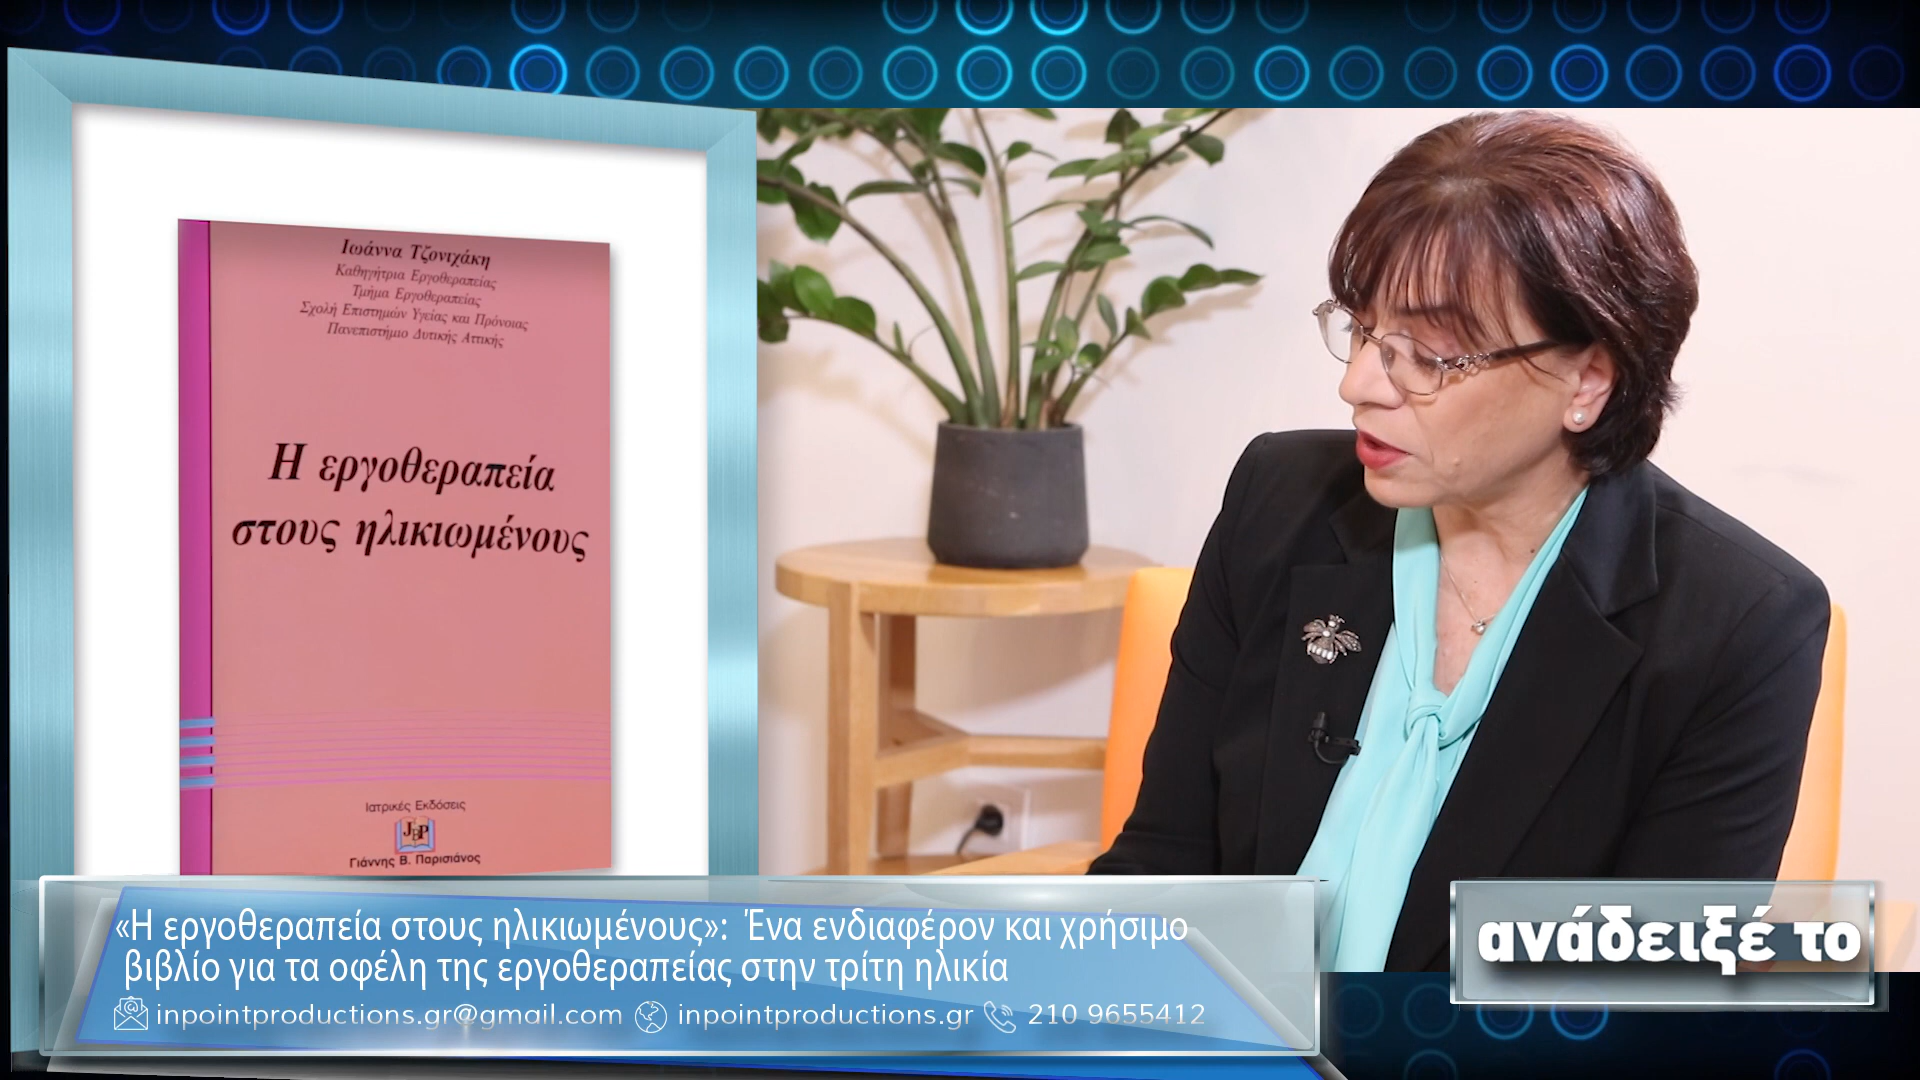 Ιωάννα Τζονιχάκη
Καθηγήτρια Εργοθεραπείας
Τμήμα Εργοθεραπείας
Σχολή Επιστημών Υγείας και Πρόνοιας
Πανεπιστήμιο Δυτικής Αττικής
Η εργοθεραπεία
στους ηλικιωμένους
Ιατρικές Εκδόσεις
JBP
Γιάννης Β. Παρισιάνος
«Η εργοθεραπεία στους ηλικιωμένους»: Ένα ενδιαφέρον και χρήσιμο
βιβλίο για τα οφέλη της εργοθεραπείας στην τρίτη ηλικία
inpointproductions.gr@gmail.com inpointproductions.gr 210 9655412
ανάδειξέ το